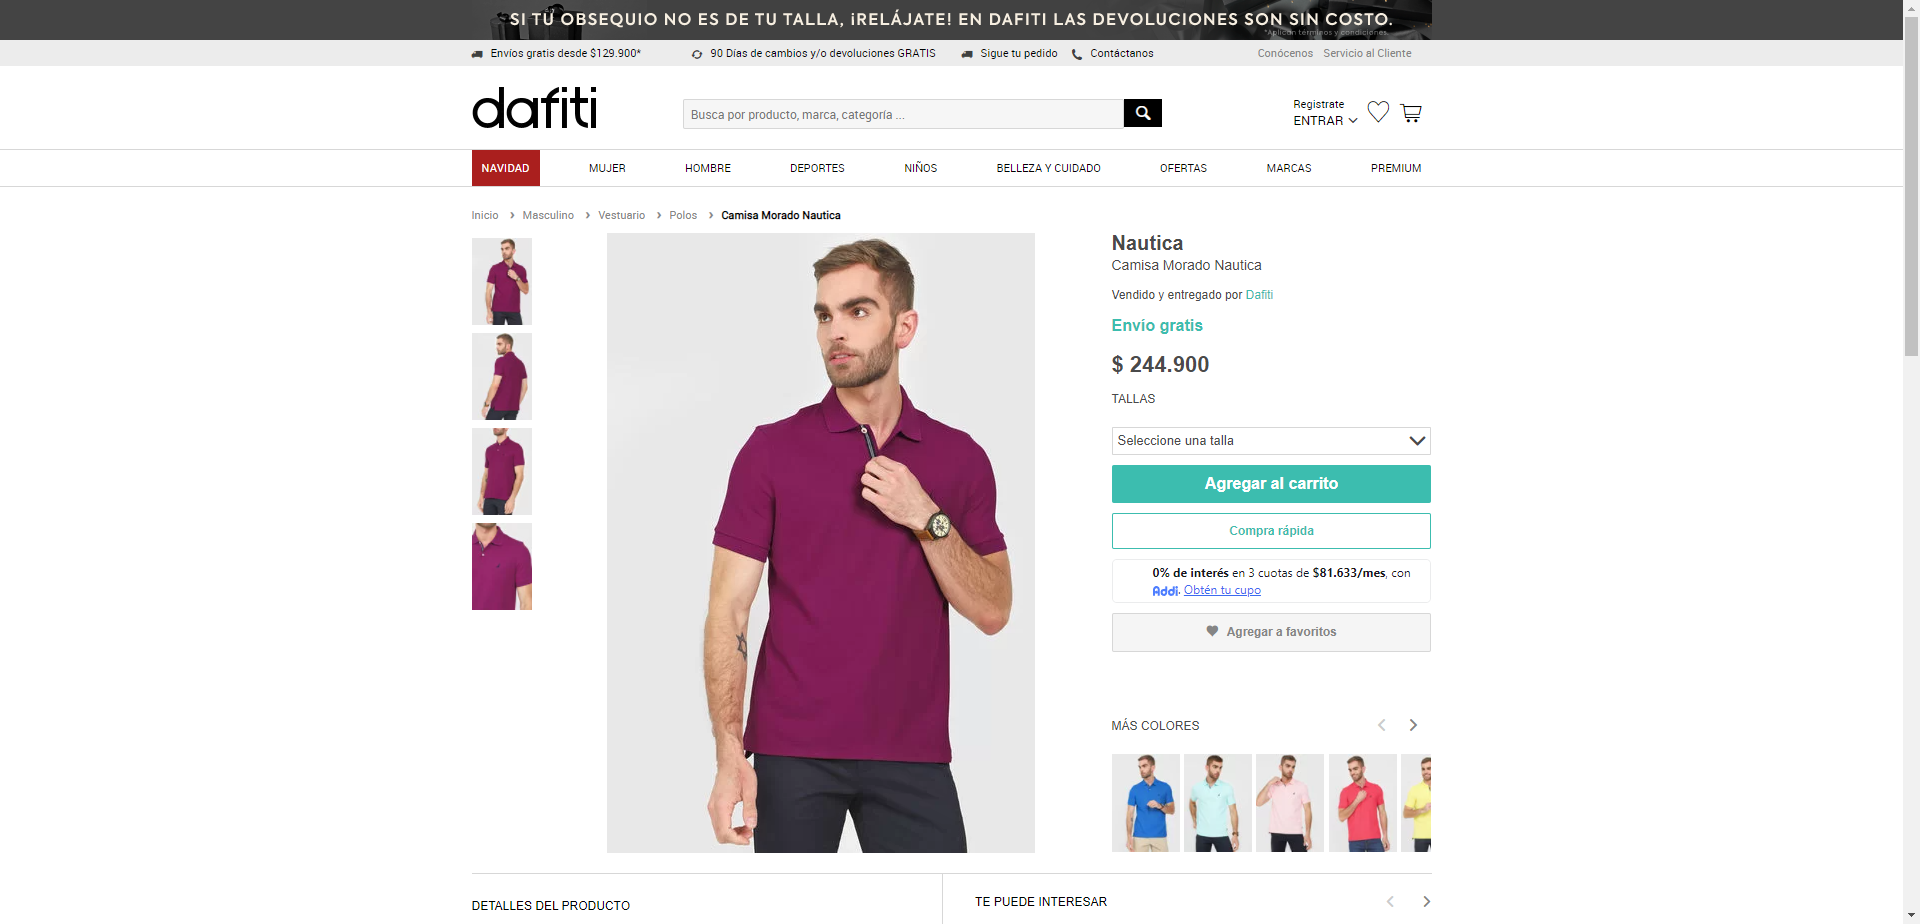 SI TU OBSEQUIO NO ES DE TU TALLA, ¡RELÁJATE! EN DAFITI LAS DEVOLUCIONES SON SIN COSTO.
*Aplican términos y condiciones.
Envíos gratis desde $129.900*
90 Días de cambios y/o devoluciones GRATIS
Sigue tu pedido
Contáctanos
Conócenos
Servicio al Cliente
dafiti
Busca por producto, marca, categoría ...
Registrate
ENTRAR
NAVIDAD
MUJER
HOMBRE
DEPORTES
NIÑOS
BELLEZA Y CUIDADO
OFERTAS
MARCAS
PREMIUM
Inicio › Masculino › Vestuario › Polos › Camisa Morado Nautica
Nautica
Camisa Morado Nautica
Vendido y entregado por Dafiti
Envío gratis
$ 244.900
TALLAS
Seleccione una talla
Agregar al carrito
Compra rápida
0% de interés en 3 cuotas de $81.633/mes, con
Addi. Obtén tu cupo
Agregar a favoritos
MÁS COLORES
DETALLES DEL PRODUCTO
TE PUEDE INTERESAR